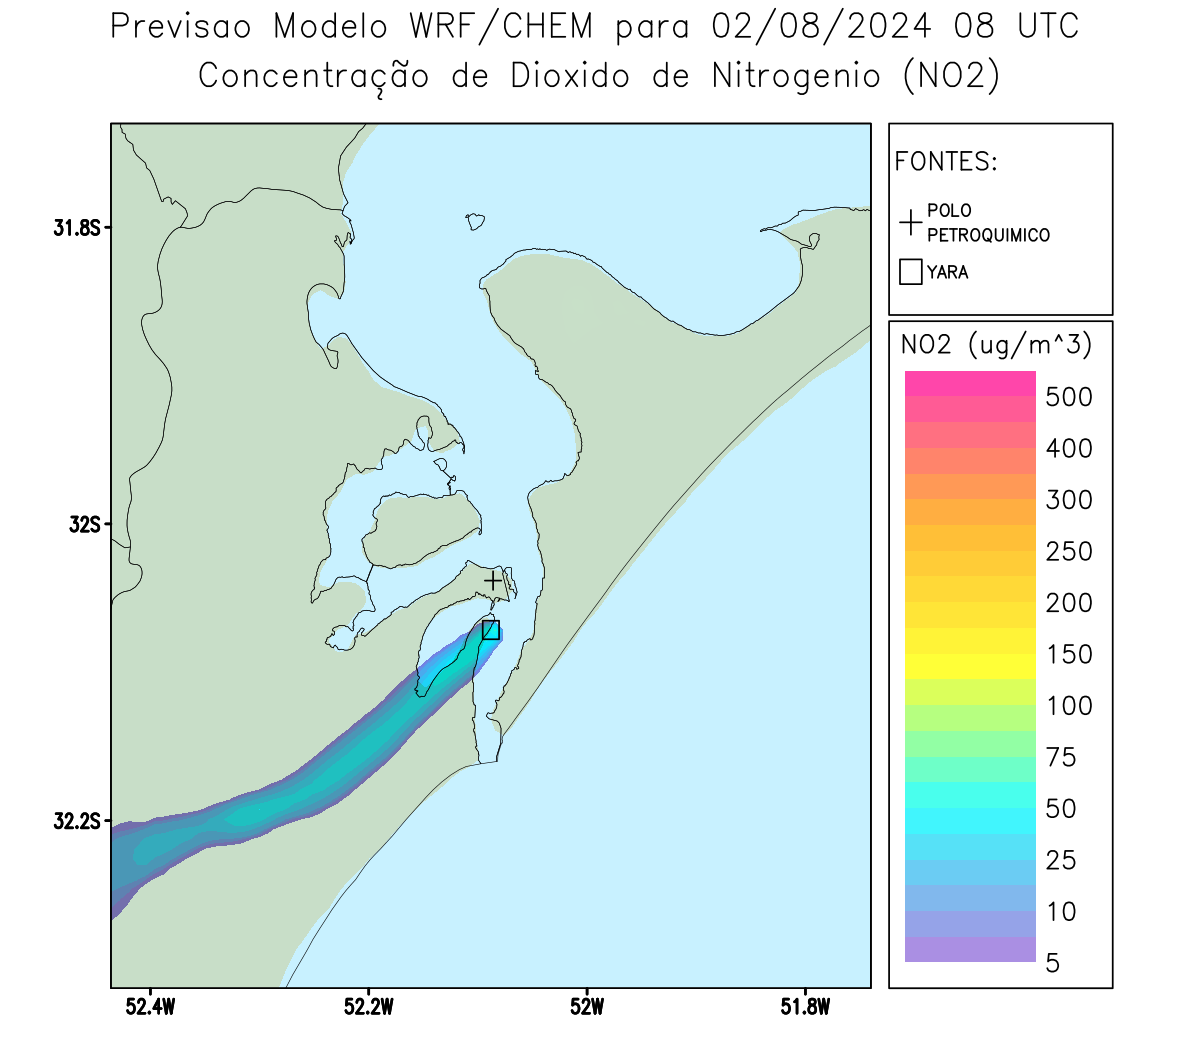 Previsao Modelo WRF/CHEM para 02/08/2024 08 UTC
Concentração de Dioxido de Nitrogenio (NO2)
FONTES:
POLO
PETROQUIMICO
YARA
NO2 (ug/m^3)
500
400
300
250
200
150
100
75
50
25
10
5
31.8S
32S
32.2S
52.4W
52.2W
52W
51.8W